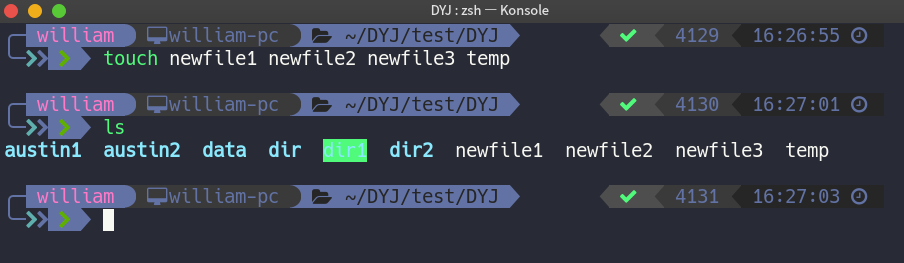 DYJ : zsh — Konsole
william william-pc ~/DYJ/test/DYJ 4129 16:26:55
touch newfile1 newfile2 newfile3 temp
william william-pc ~/DYJ/test/DYJ 4130 16:27:01
ls
austin1 austin2 data dir dir1 dir2 newfile1 newfile2 newfile3 temp
william william-pc ~/DYJ/test/DYJ 4131 16:27:03